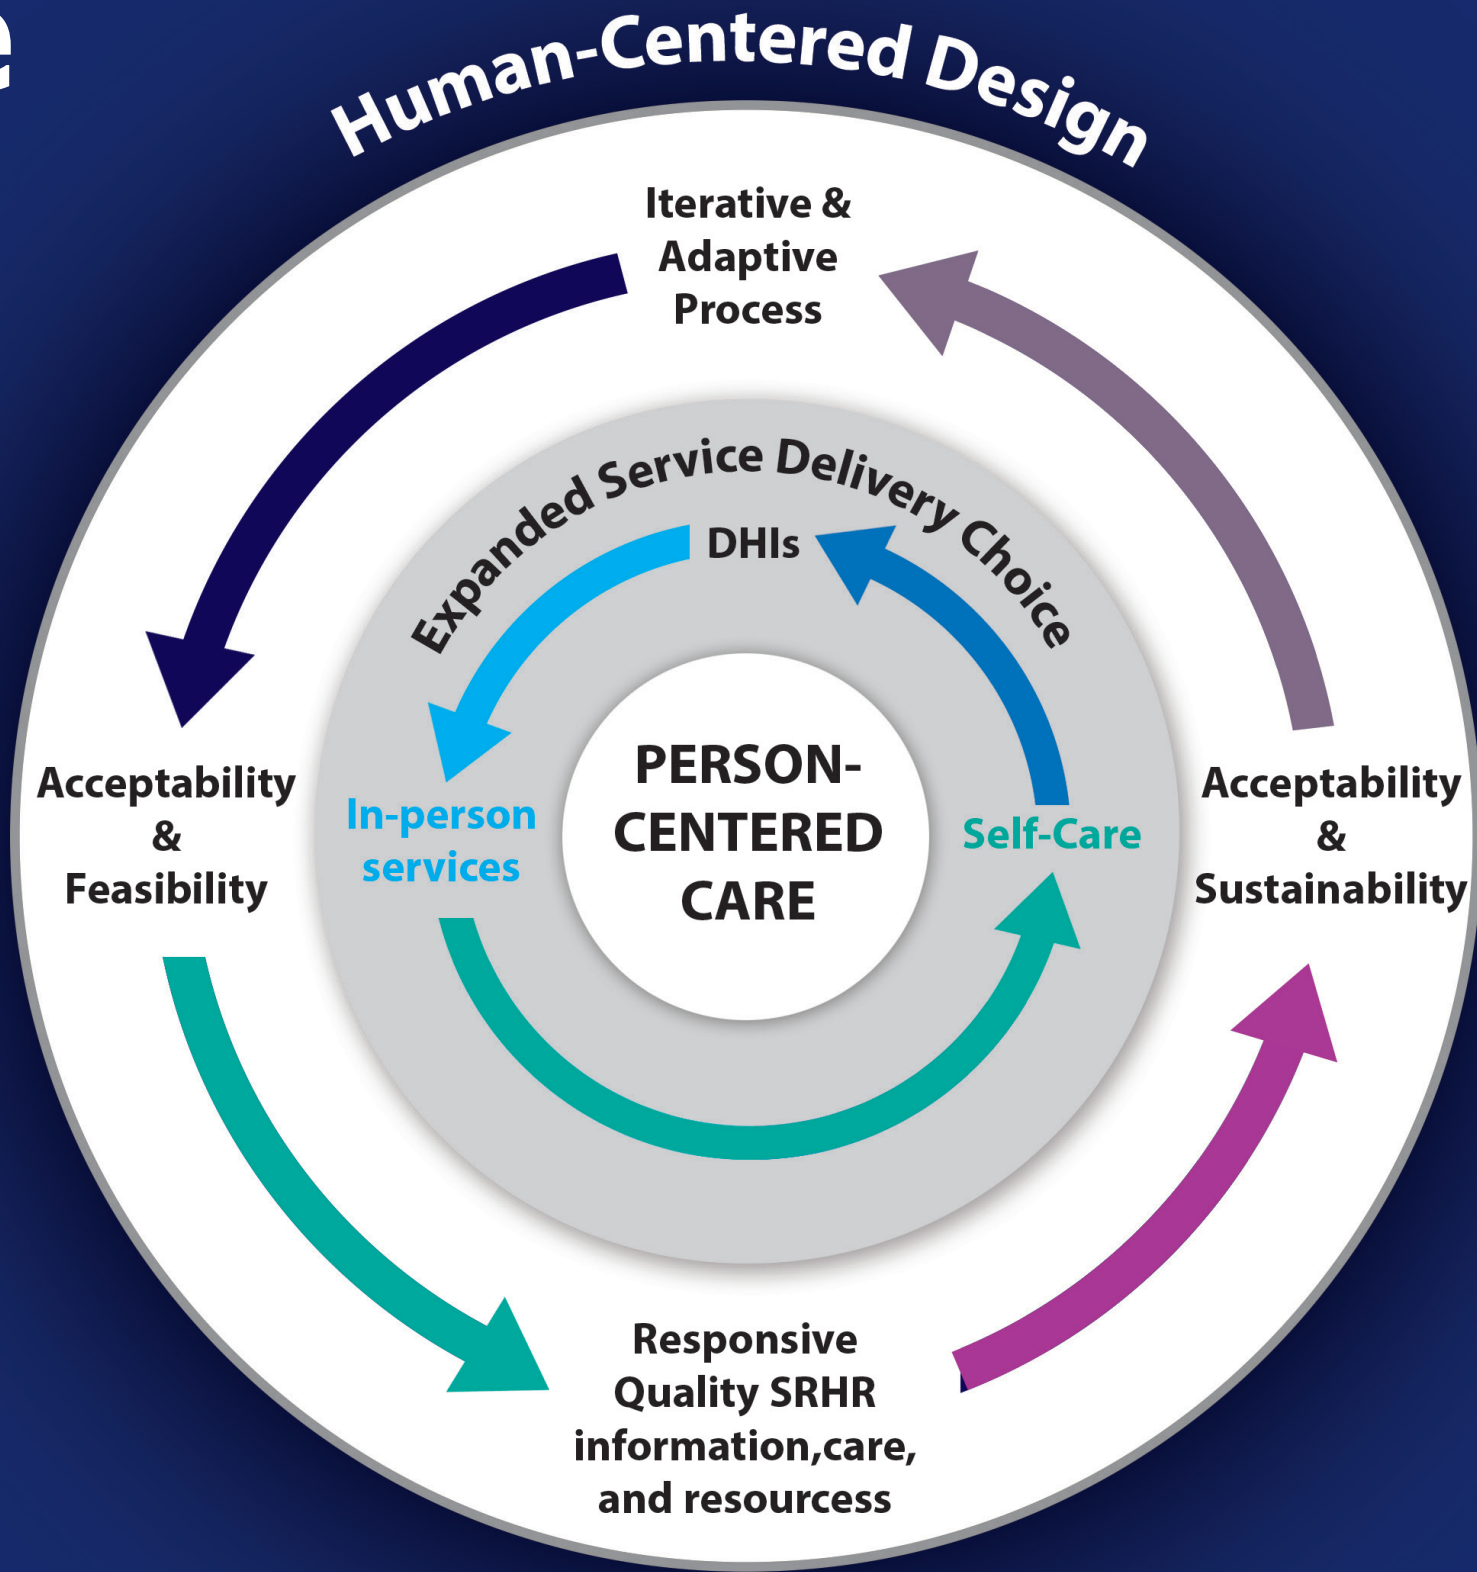 e
Human-Centered Design
Iterative &
Adaptive
Process
Expanded Service Delivery Choice
DHIs
PERSON-
CENTERED
CARE
Acceptability
&
Feasibility
In-person
services
Self-Care
Acceptability
&
Sustainability
Responsive
Quality SRHR
information,care,
and resourcess